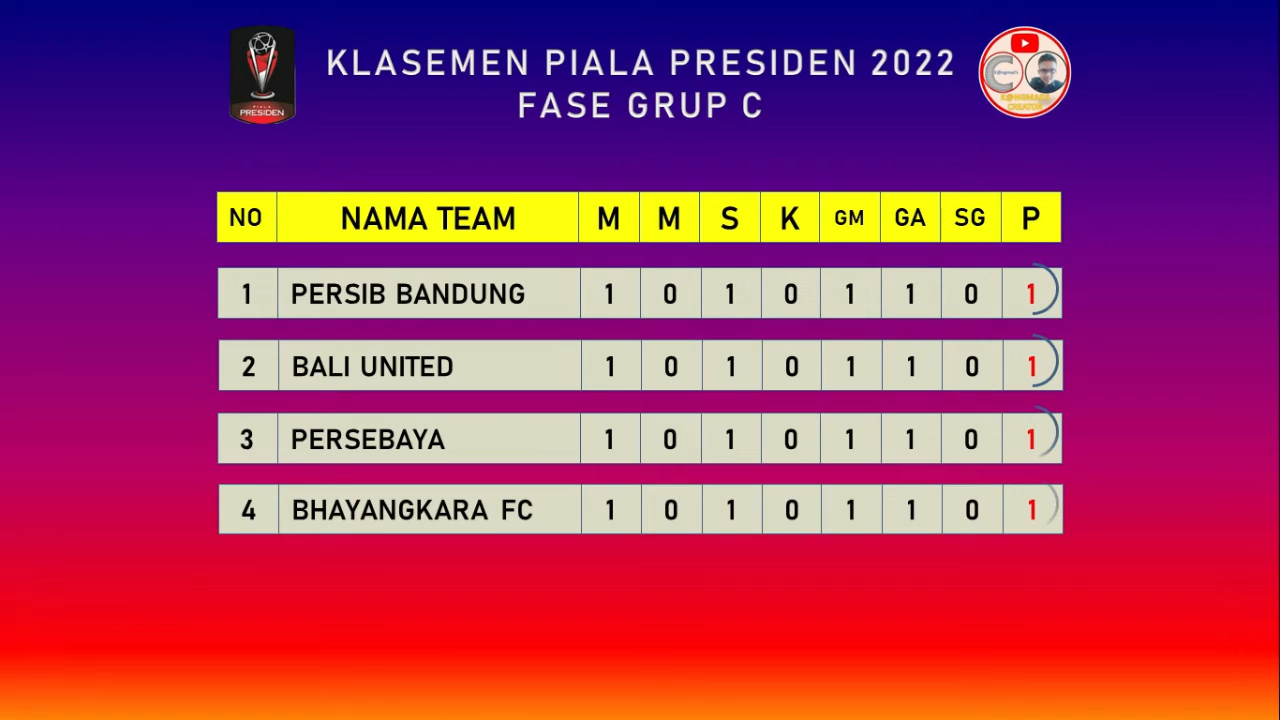 KLASEMEN PIALA PRESIDEN 2022
FASE GRUP C
PIALA
PRESIDEN
NO NAMA TEAM M M S K GM GA SG P
1 PERSIB BANDUNG 1 0 1 0 1 1 0 1
2 BALI UNITED 1 0 1 0 1 1 0 1
3 PERSEBAYA 1 0 1 0 1 1 0 1
4 BHAYANGKARA FC 1 0 1 0 1 1 0 1